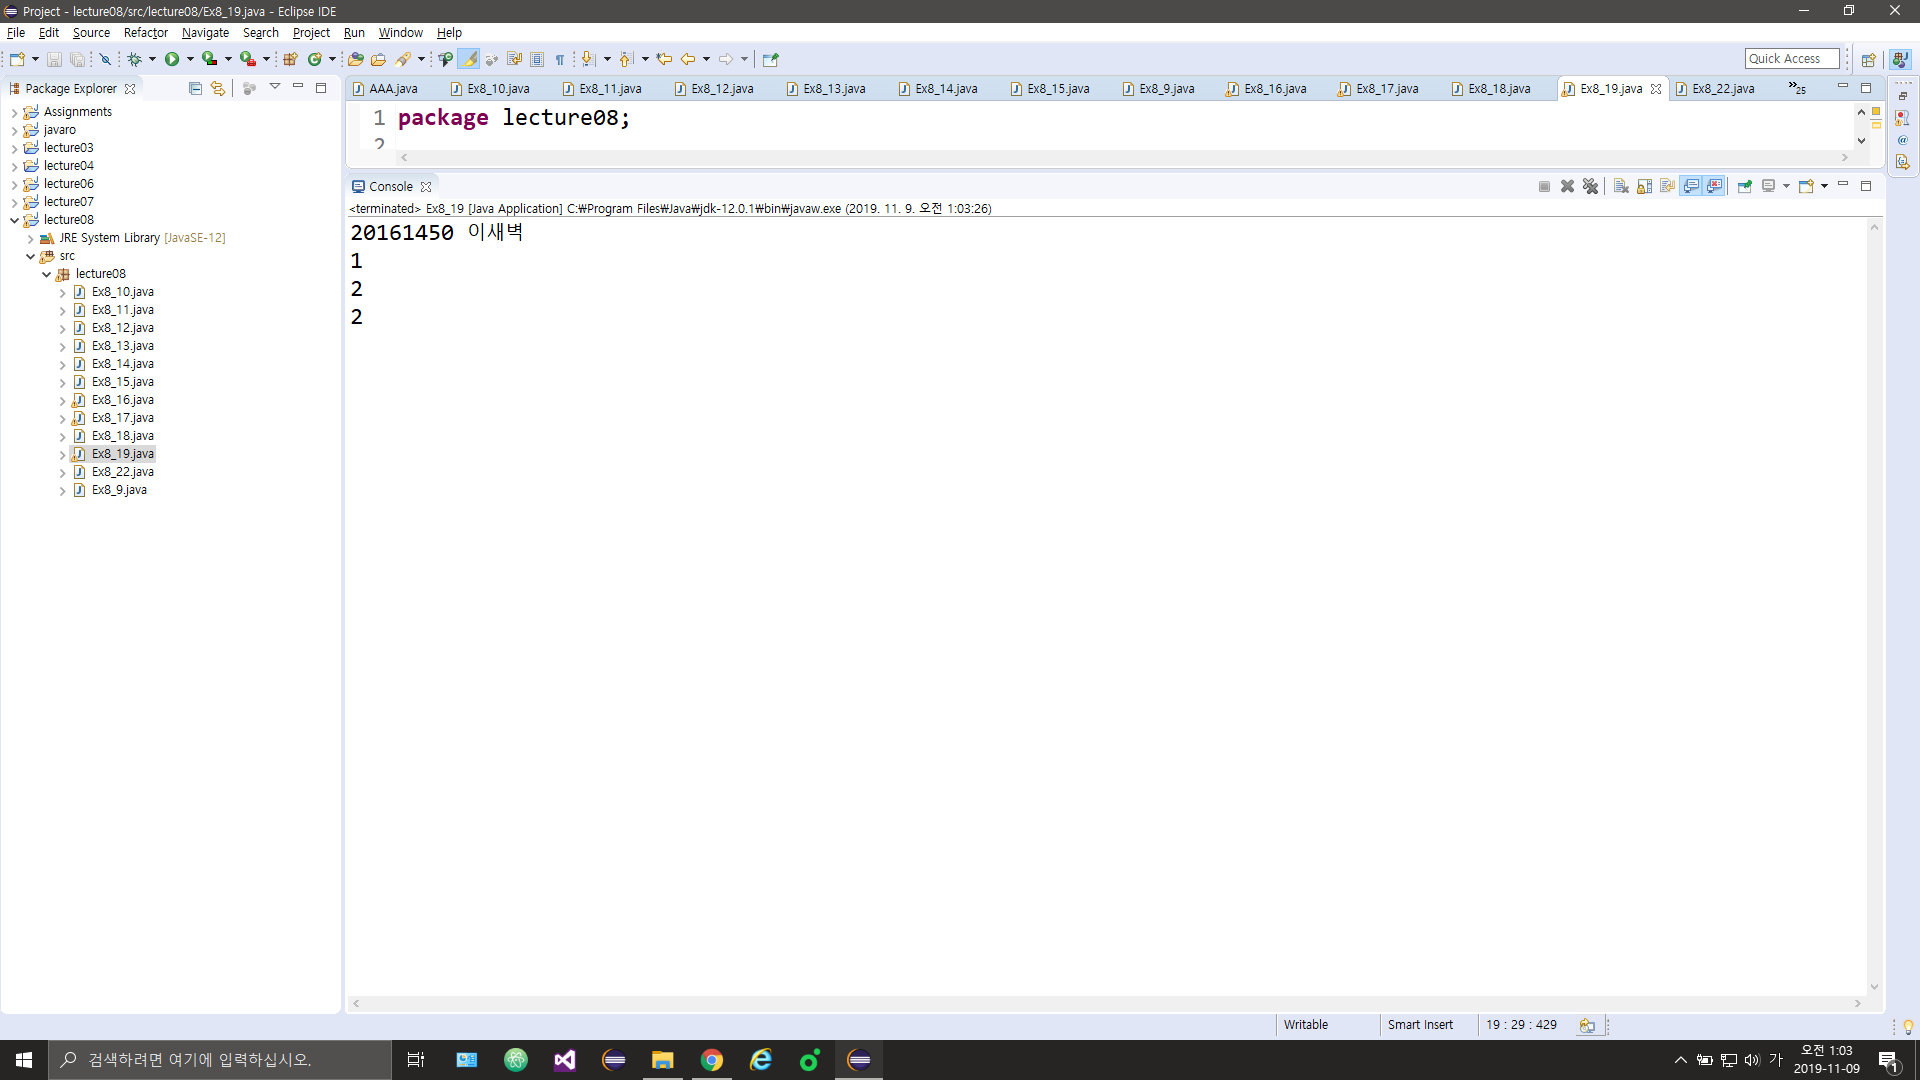 Project - lecture08/src/lecture08/Ex8_19.java - Eclipse IDE
File Edit Source Refactor Navigate Search Project Run Window Help
Quick Access
Package Explorer
AAA.java Ex8_10.java Ex8_11.java Ex8_12.java Ex8_13.java Ex8_14.java Ex8_15.java Ex8_9.java Ex8_16.java Ex8_17.java Ex8_18.java Ex8_19.java Ex8_22.java »25
Assignments
javaro
lecture03
lecture04
lecture06
lecture07
lecture08
JRE System Library [JavaSE-12]
src
lecture08
Ex8_10.java
Ex8_11.java
Ex8_12.java
Ex8_13.java
Ex8_14.java
Ex8_15.java
Ex8_16.java
Ex8_17.java
Ex8_18.java
Ex8_19.java
Ex8_22.java
Ex8_9.java
1 package lecture08;
2
Console
<terminated> Ex8_19 [Java Application] C:₩Program Files₩Java₩jdk-12.0.1₩bin₩javaw.exe (2019. 11. 9. 오전 1:03:26)
20161450 이새벽
1
2
2
Writable Smart Insert 19 : 29 : 429
검색하려면 여기에 입력하십시오.
가
오전 1:03
2019-11-09
1